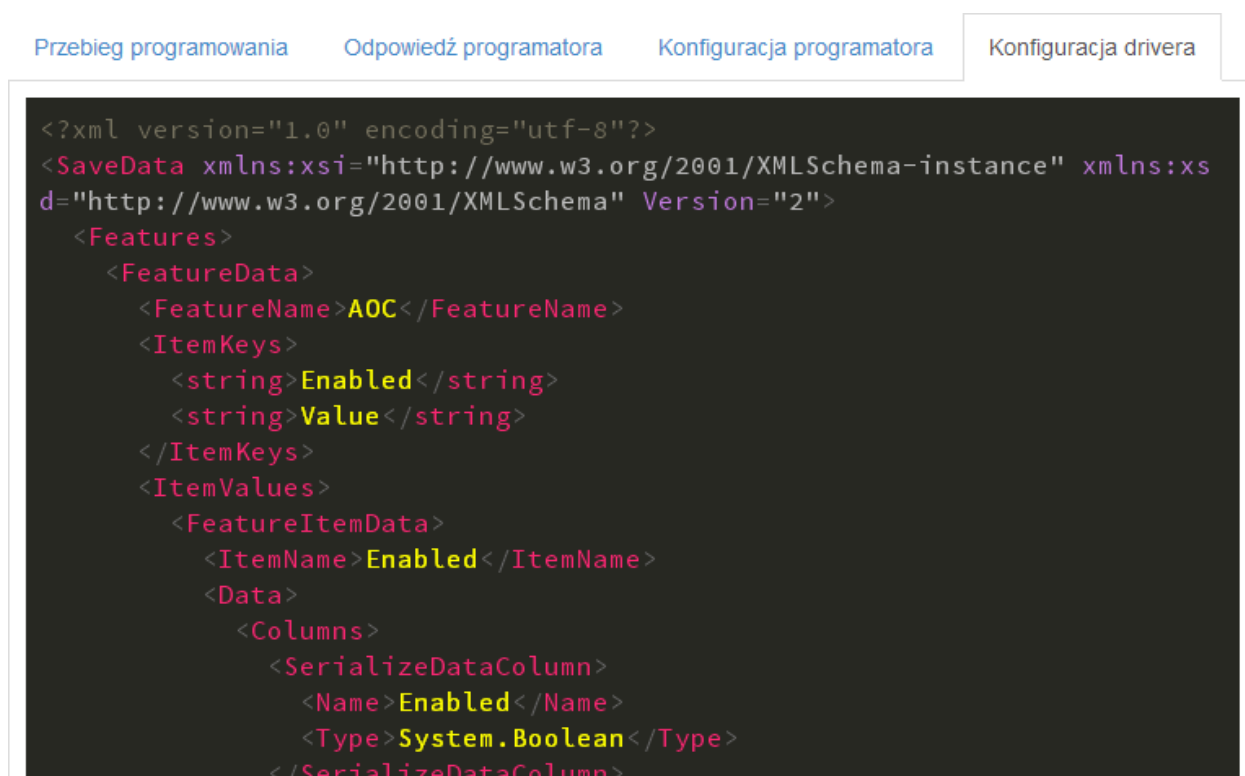 Przebieg programowania Odpowiedź programatora Konfiguracja programatora Konfiguracja drivera
<?xml version="1.0" encoding="utf-8"?>
<SaveData xmlns:xsi="http://www.w3.org/2001/XMLSchema-instance" xmlns:xs
d="http://www.w3.org/2001/XMLSchema" Version="2">
<Features>
<FeatureData>
<FeatureName>AOC</FeatureName>
<ItemKeys>
<string>Enabled</string>
<string>Value</string>
</ItemKeys>
<ItemValues>
<FeatureItemData>
<ItemName>Enabled</ItemName>
<Data>
<Columns>
<SerializeDataColumn>
<Name>Enabled</Name>
<Type>System.Boolean</Type>
</SerializeDataColumn>